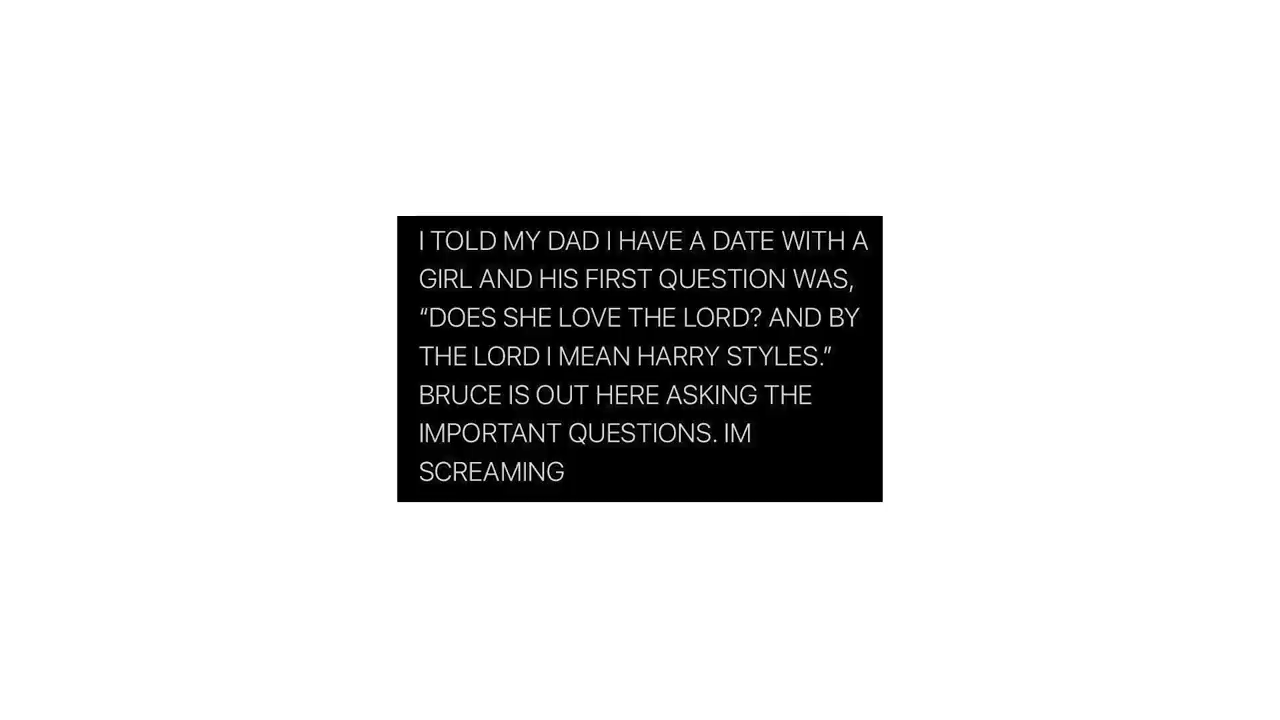 I TOLD MY DAD I HAVE A DATE WITH A
GIRL AND HIS FIRST QUESTION WAS,
“DOES SHE LOVE THE LORD? AND BY
THE LORD I MEAN HARRY STYLES.”
BRUCE IS OUT HERE ASKING THE
IMPORTANT QUESTIONS. IM
SCREAMING